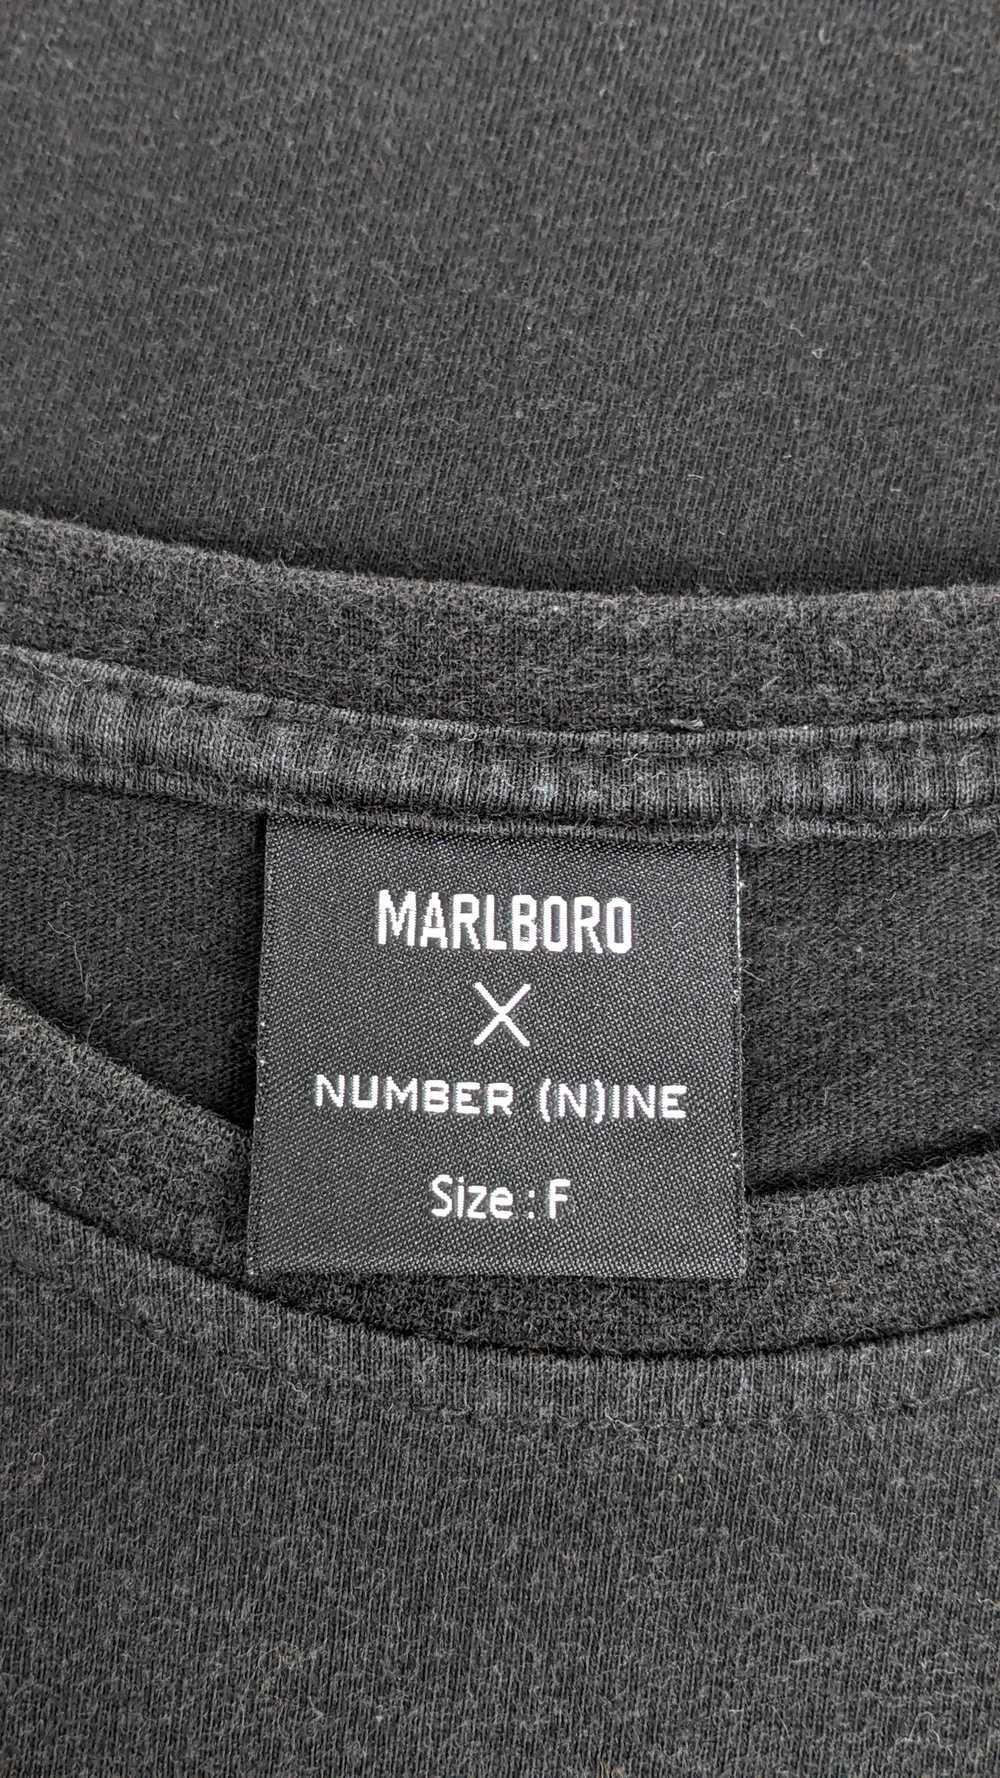 MARLBORO
X
NUMBER (N)INE
Size : F